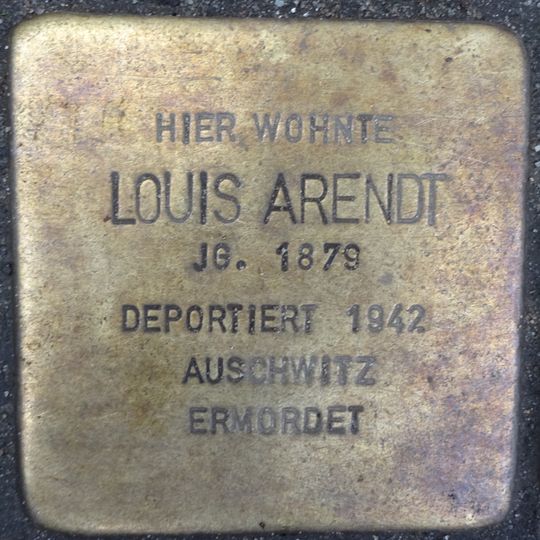 HIER WOHNTE
LOUIS ARENDT
JG. 1879
DEPORTIERT 1942
AUSCHWITZ
ERMORDET